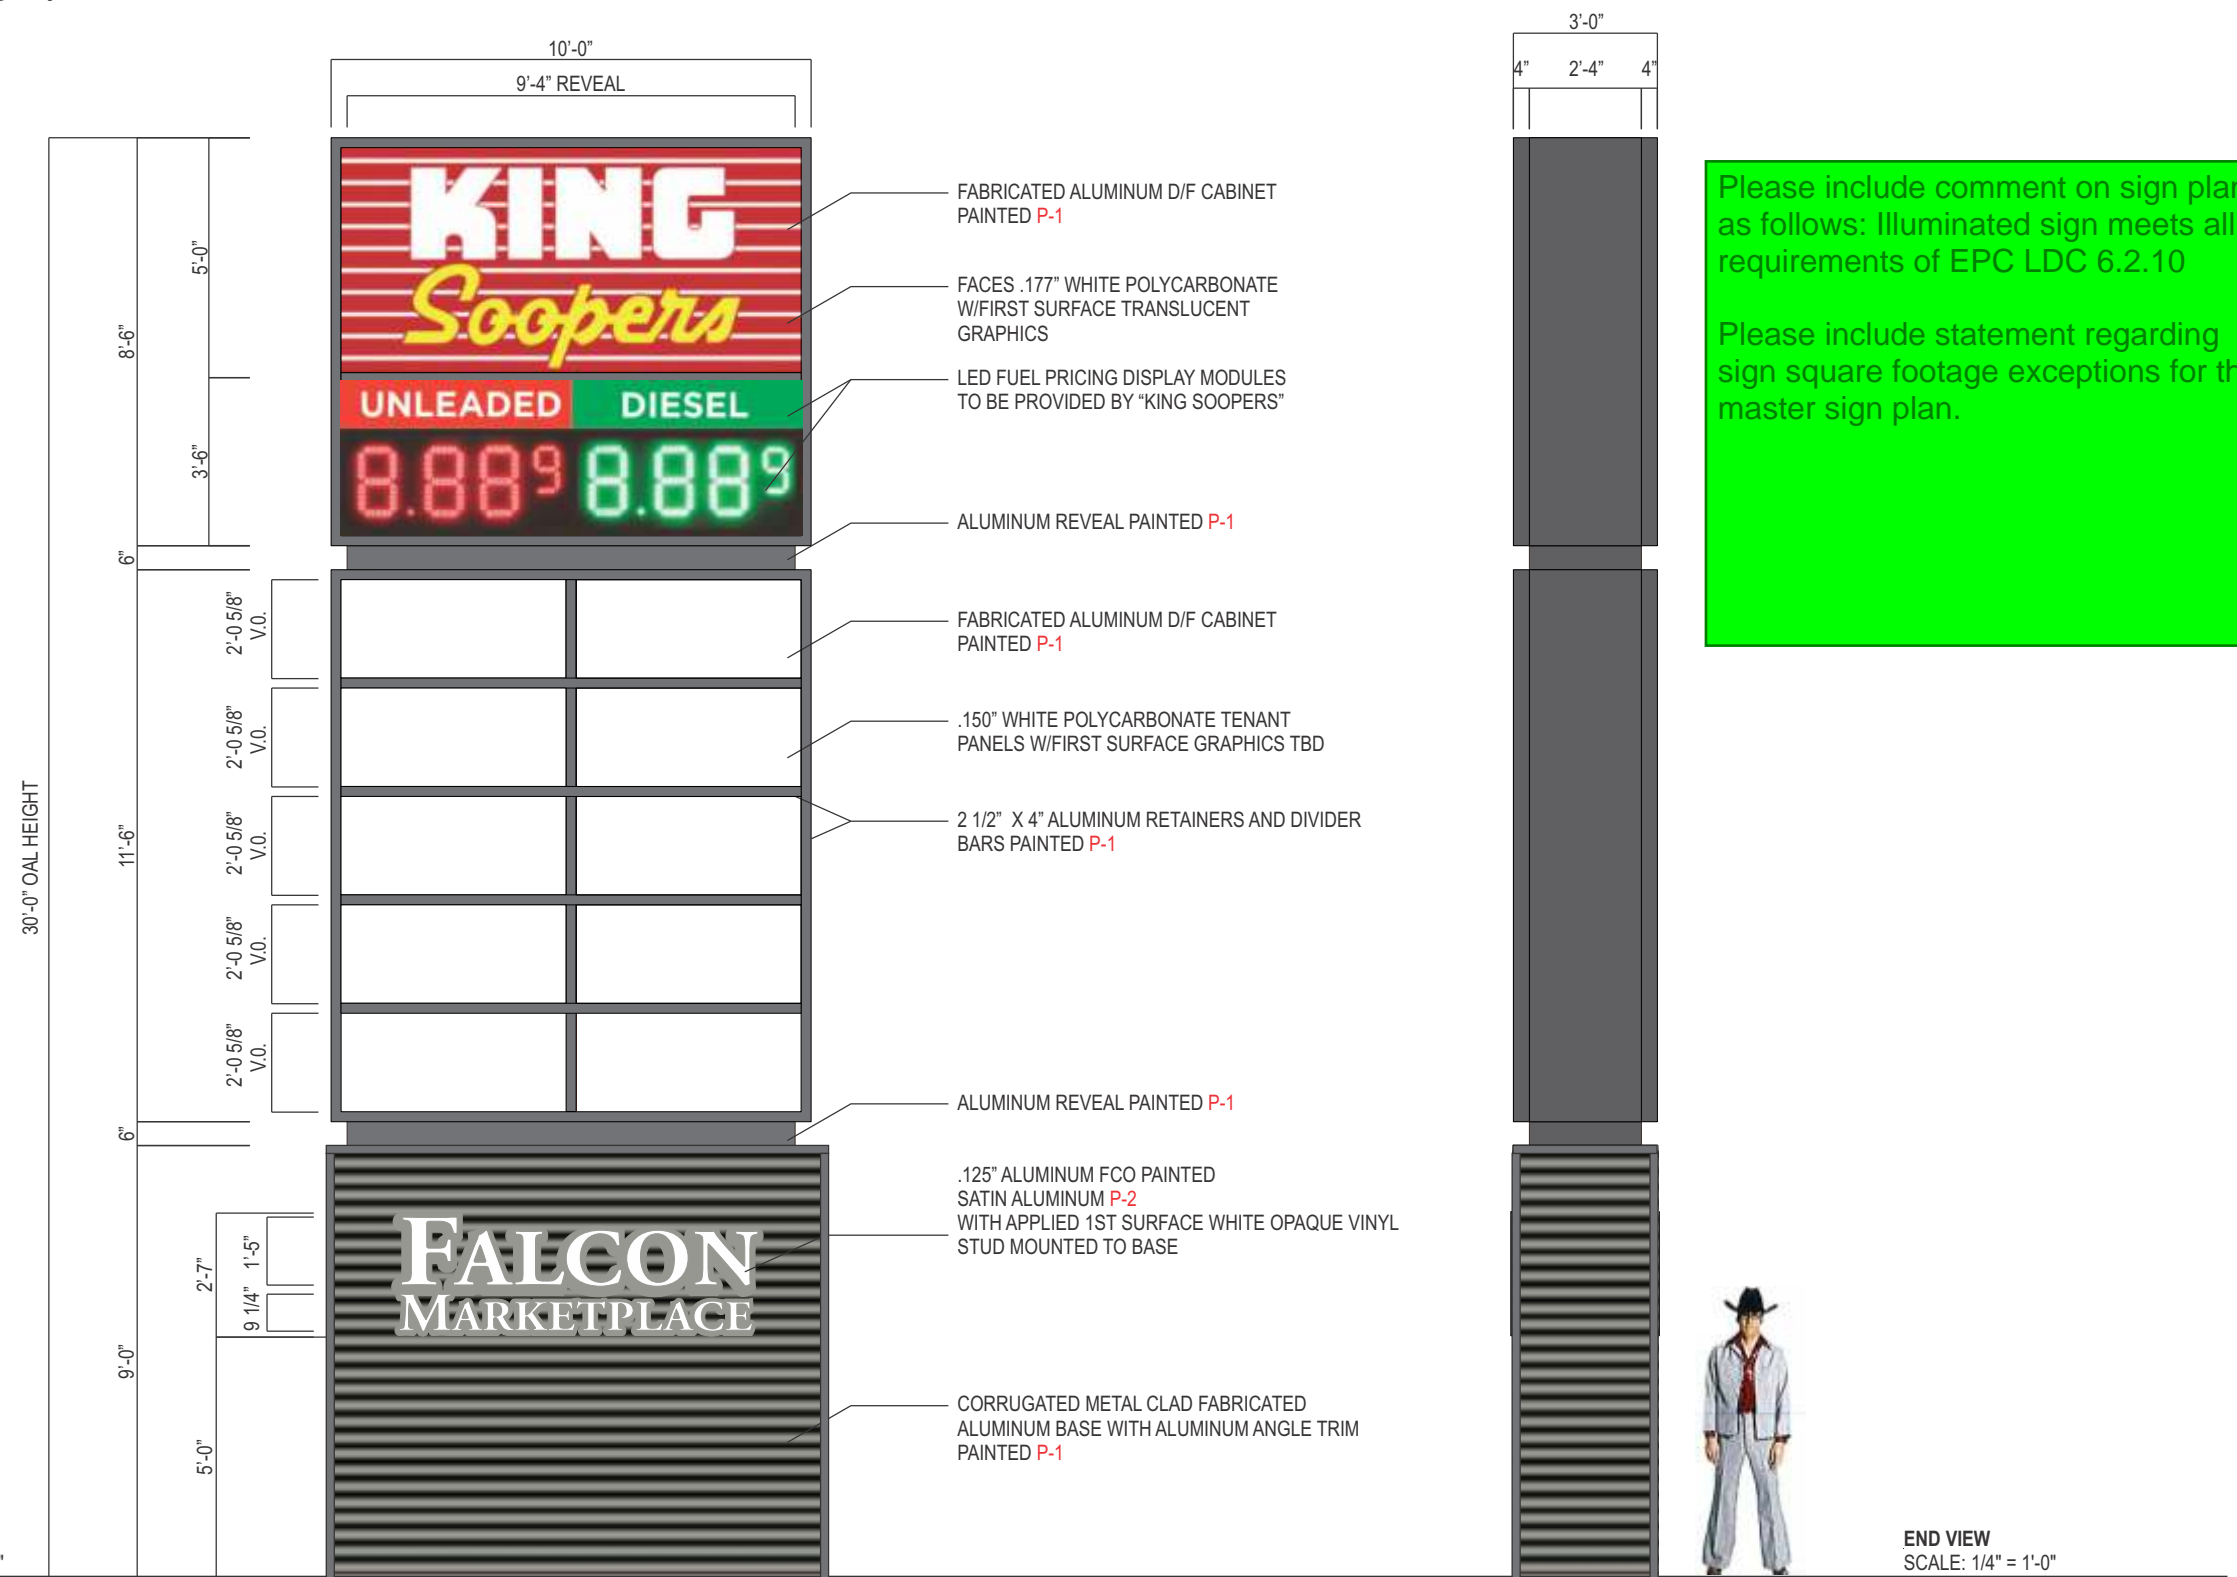 10’-0”
9’-4” REVEAL
3’-0”
4”
2’-4”
4”
KING
Soopers
UNLEADED
DIESEL
8.88 9
8.88 9
30’-0” OAL HEIGHT
8’-6”
5’-0”
3’-6”
6”
11’-6”
2’-0 5/8”
V.O.
2’-0 5/8”
V.O.
2’-0 5/8”
V.O.
2’-0 5/8”
V.O.
2’-0 5/8”
V.O.
6”
9’-0”
2’-7”
1’-5”
9 1/4”
5’-0”
FABRICATED ALUMINUM D/F CABINET
PAINTED P-1
FACES .177” WHITE POLYCARBONATE
W/FIRST SURFACE TRANSLUCENT
GRAPHICS
LED FUEL PRICING DISPLAY MODULES
TO BE PROVIDED BY “KING SOOPERS”
ALUMINUM REVEAL PAINTED P-1
FABRICATED ALUMINUM D/F CABINET
PAINTED P-1
.150” WHITE POLYCARBONATE TENANT
PANELS W/FIRST SURFACE GRAPHICS TBD
2 1/2” X 4” ALUMINUM RETAINERS AND DIVIDER
BARS PAINTED P-1
ALUMINUM REVEAL PAINTED P-1
.125” ALUMINUM FCO PAINTED
SATIN ALUMINUM P-2
WITH APPLIED 1ST SURFACE WHITE OPAQUE VINYL
STUD MOUNTED TO BASE
FALCON
MARKETPLACE
CORRUGATED METAL CLAD FABRICATED
ALUMINUM BASE WITH ALUMINUM ANGLE TRIM
PAINTED P-1
Please include comment on sign plan
as follows: Illuminated sign meets all
requirements of EPC LDC 6.2.10
Please include statement regarding
sign square footage exceptions for
master sign plan.
END VIEW
SCALE: 1/4" = 1'-0"